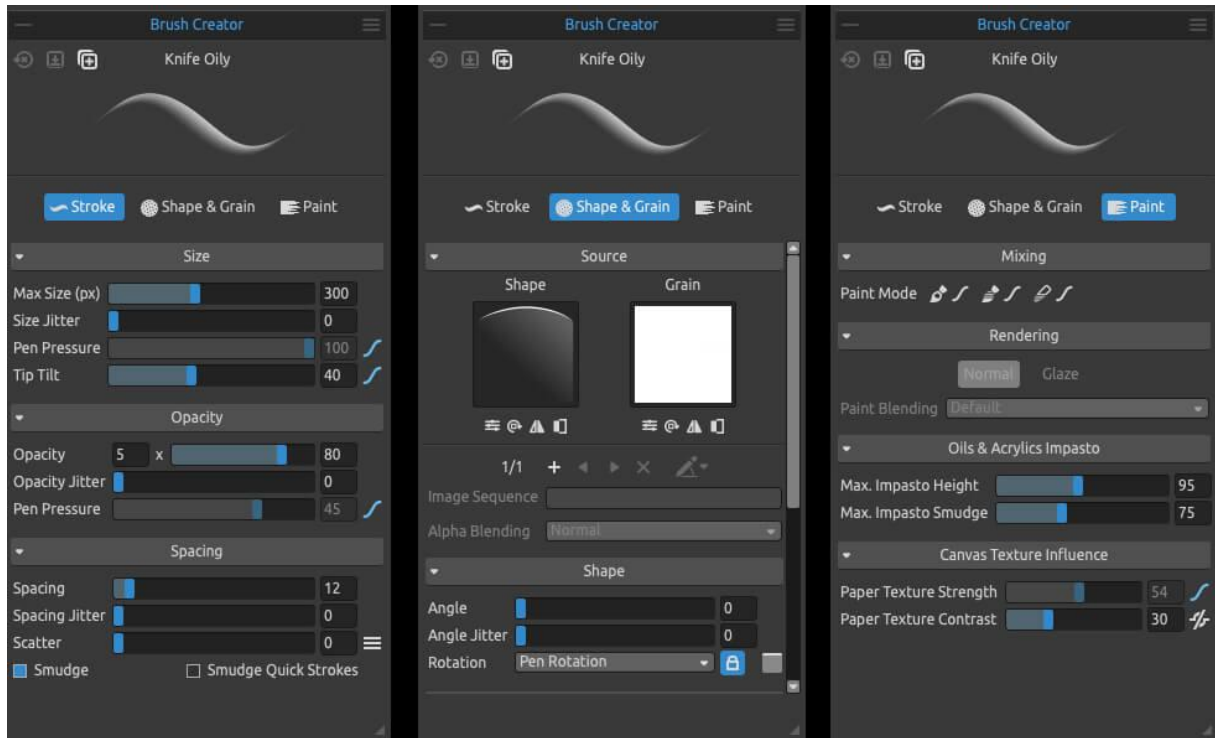 Brush Creator
Knife Oily
Stroke Shape & Grain Paint
Size
Max Size (px) 300
Size Jitter 0
Pen Pressure 100
Tip Tilt 40
Opacity
Opacity 5 x 80
Opacity Jitter 0
Pen Pressure 45
Spacing
Spacing 12
Spacing Jitter 0
Scatter 0
Smudge Smudge Quick Strokes
Brush Creator
Knife Oily
Stroke Shape & Grain Paint
Source
Shape Grain
1/1
Image Sequence
Alpha Blending Normal
Shape
Angle 0
Angle Jitter 0
Rotation Pen Rotation
Brush Creator
Knife Oily
Stroke Shape & Grain Paint
Mixing
Paint Mode
Rendering
Normal Glaze
Paint Blending Default
Oils & Acrylics Impasto
Max. Impasto Height 95
Max. Impasto Smudge 75
Canvas Texture Influence
Paper Texture Strength 54
Paper Texture Contrast 30